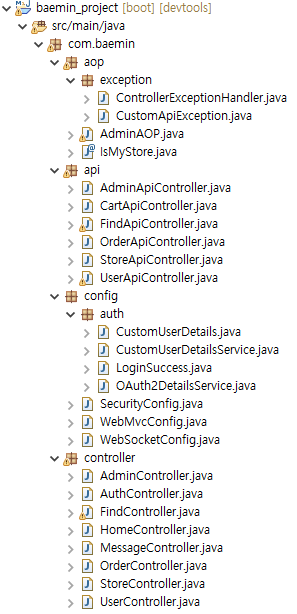 baemin_project [boot] [devtools]
src/main/java
com.baemin
aop
exception
ControllerExceptionHandler.java
CustomApiException.java
AdminAOP.java
IsMyStore.java
api
AdminApiController.java
CartApiController.java
FindApiController.java
OrderApiController.java
StoreApiController.java
UserApiController.java
config
auth
CustomUserDetails.java
CustomUserDetailsService.java
LoginSuccess.java
OAuth2DetailsService.java
SecurityConfig.java
WebMvcConfig.java
WebSocketConfig.java
controller
AdminController.java
AuthController.java
FindController.java
HomeController.java
MessageController.java
OrderController.java
StoreController.java
UserController.java